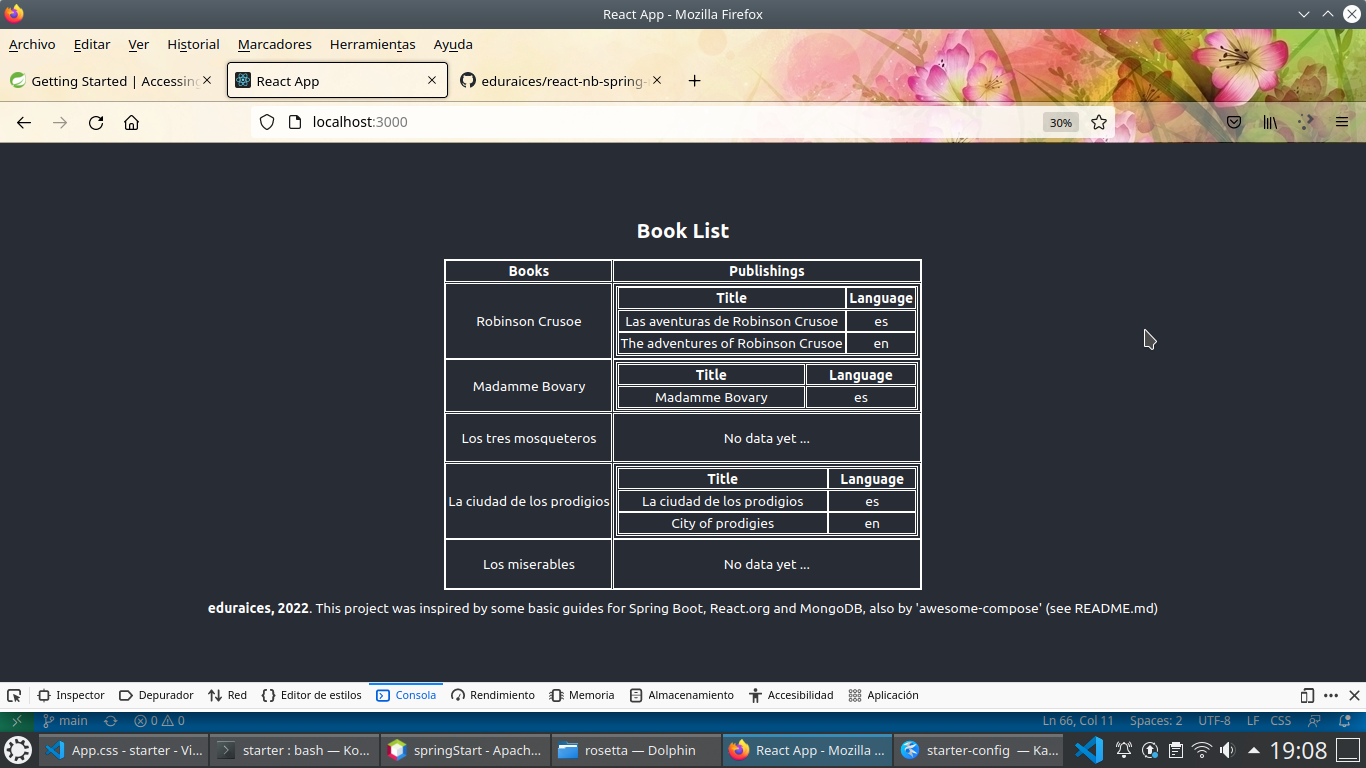 React App - Mozilla Firefox
Archivo Editar Ver Historial Marcadores Herramientas Ayuda
Getting Started | Accessing React App eduraices/react-nb-spring-
localhost:3000 30%
Book List
Books Publishings
Robinson Crusoe
Title Language
Las aventuras de Robinson Crusoe es
The adventures of Robinson Crusoe en
Madamme Bovary
Title Language
Madamme Bovary es
Los tres mosqueteros No data yet ...
La ciudad de los prodigios
Title Language
La ciudad de los prodigios es
City of prodigies en
Los miserables No data yet ...
eduraices, 2022. This project was inspired by some basic guides for Spring Boot, React.org and MongoDB, also by 'awesome-compose' (see README.md)
Inspector Depurador Red Editor de estilos Consola Rendimiento Memoria Almacenamiento Accesibilidad Aplicación
main 0 0 Ln 66, Col 11 Spaces: 2 UTF-8 LF CSS
App.css - starter - Vi... starter : bash — Ko... springStart - Apach... rosetta — Dolphin React App - Mozilla ... starter-config — Ka... 19:08